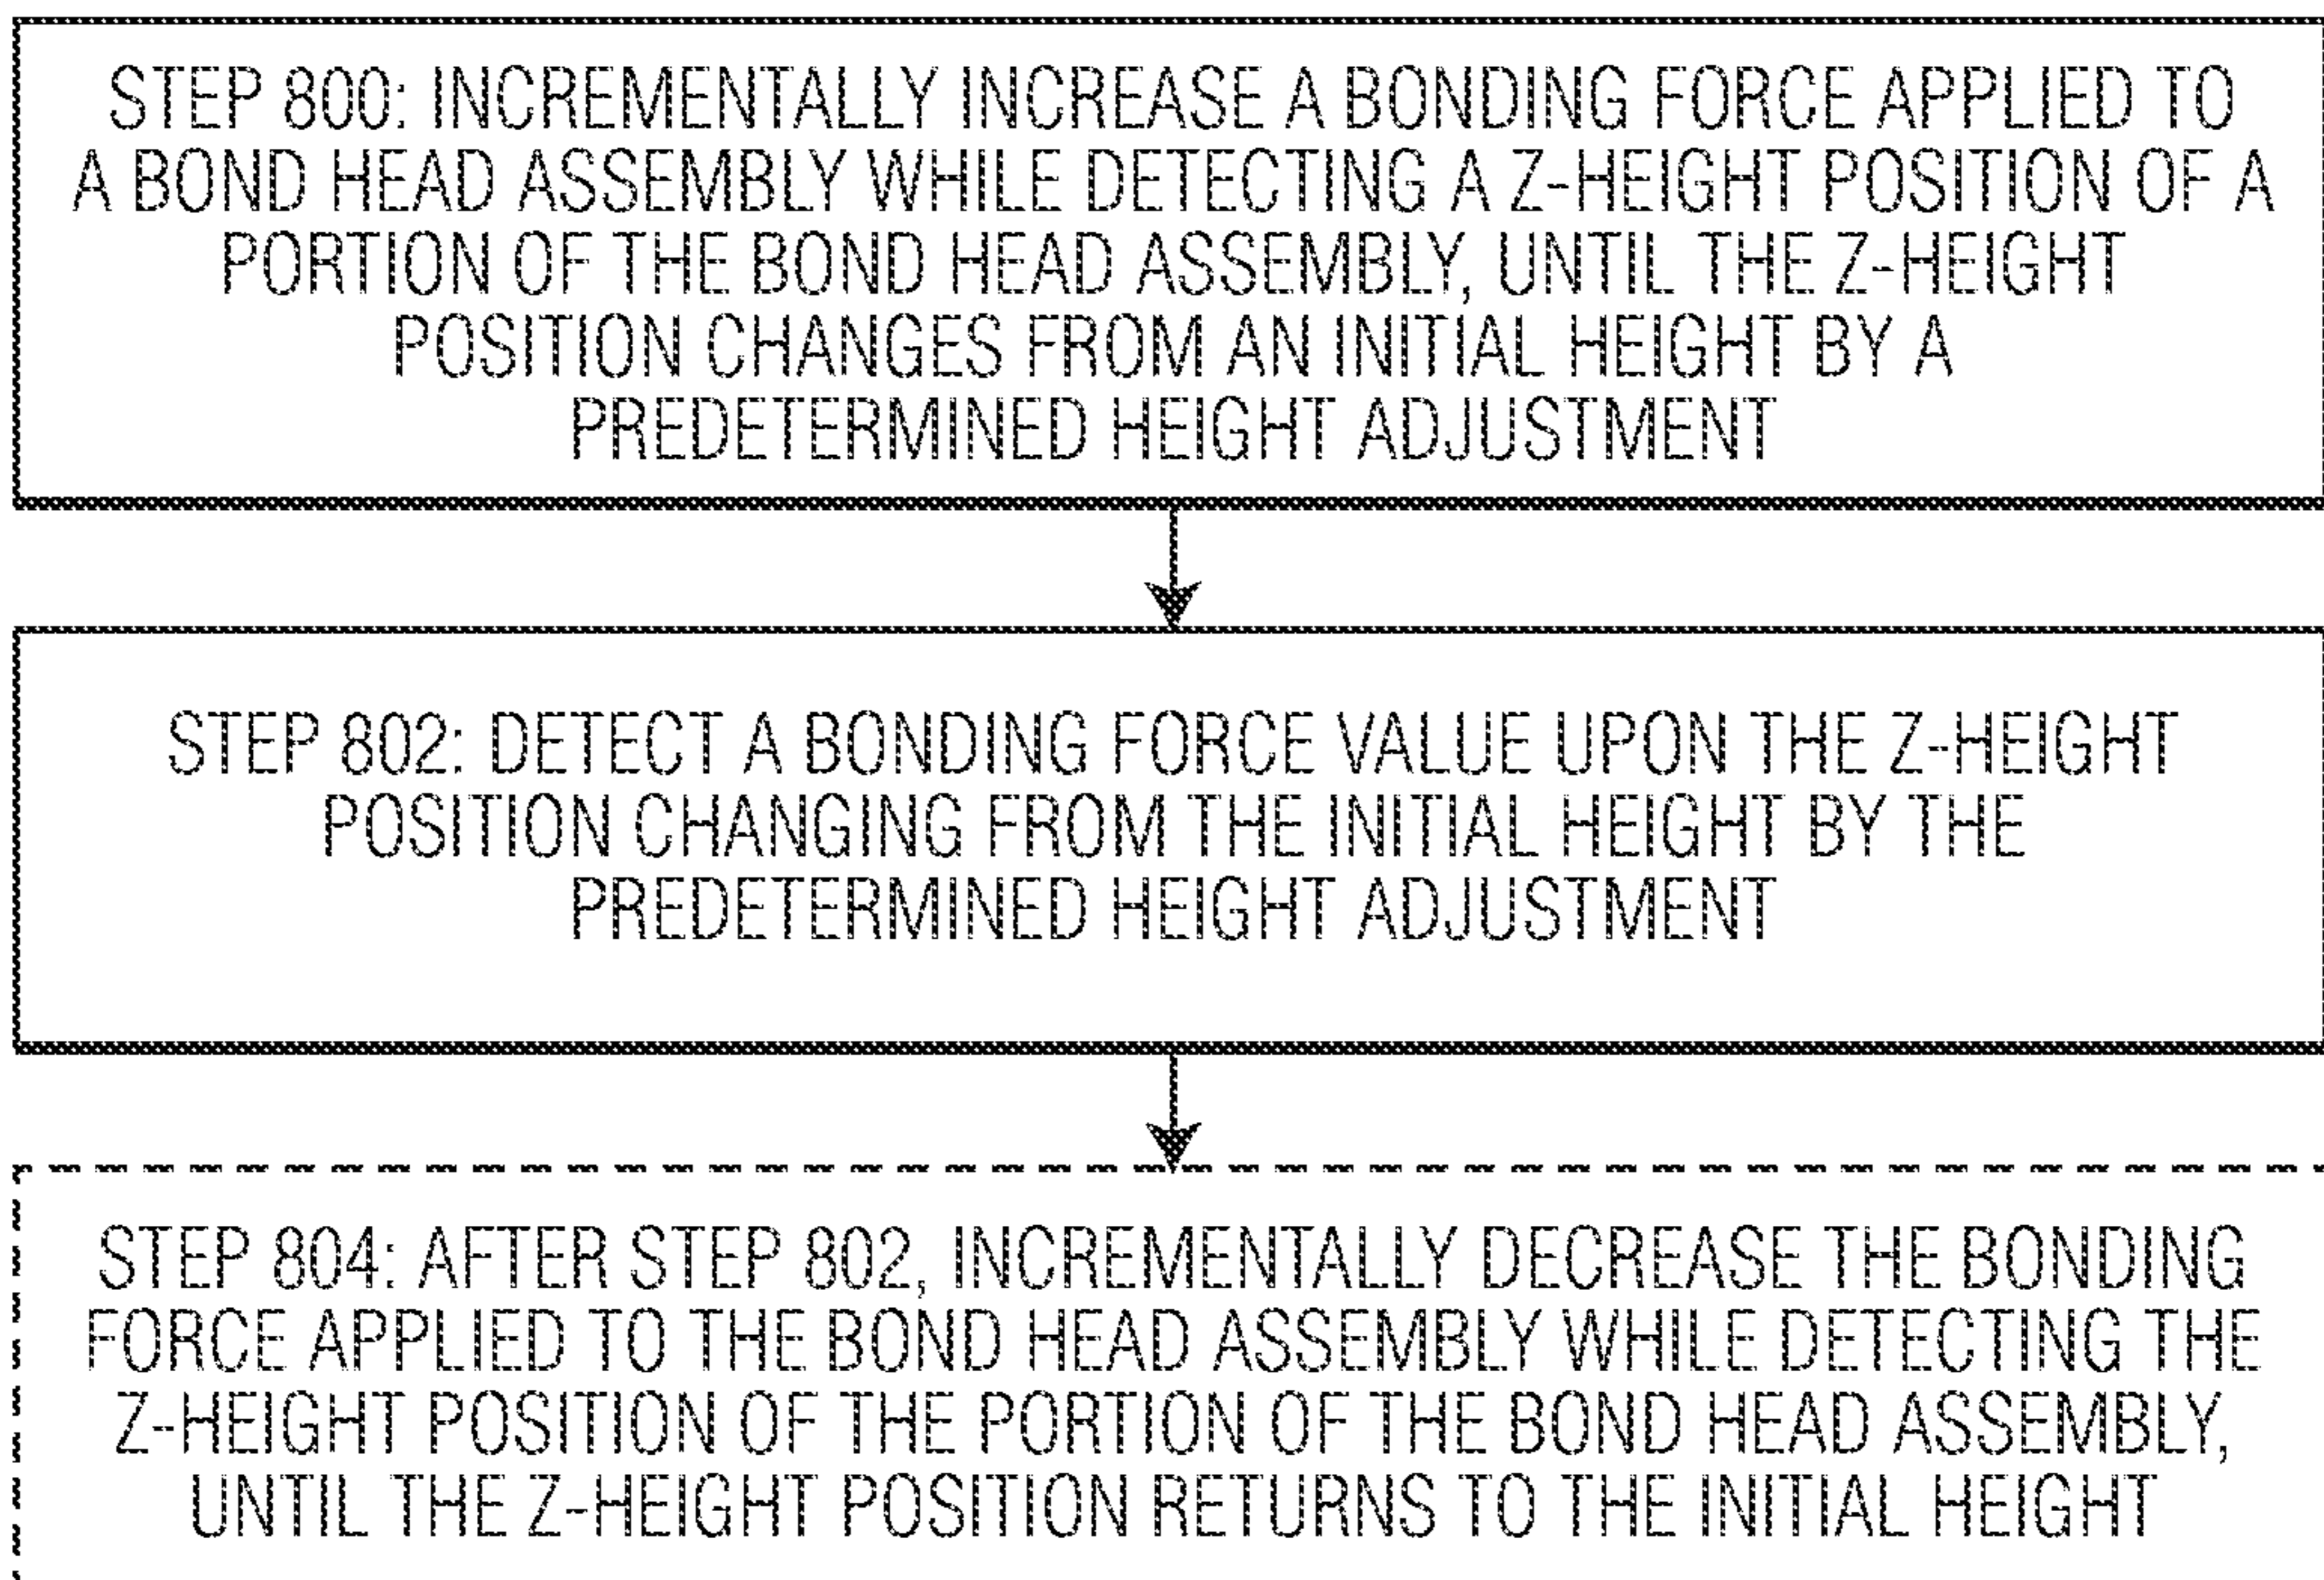 STEP 800: INCREMENTALLY INCREASE A BONDING FORCE APPLIED TO
A BOND HEAD ASSEMBLY WHILE DETECTING A Z-HEIGHT POSITION OF A
PORTION OF THE BOND HEAD ASSEMBLY, UNTIL THE Z-HEIGHT
POSITION CHANGES FROM AN INITIAL HEIGHT BY A
PREDETERMINED HEIGHT ADJUSTMENT
STEP 802: DETECT A BONDING FORCE VALUE UPON THE Z-HEIGHT
POSITION CHANGING FROM THE INITIAL HEIGHT BY THE
PREDETERMINED HEIGHT ADJUSTMENT
STEP 804: AFTER STEP 802, INCREMENTALLY DECREASE THE BONDING
FORCE APPLIED TO THE BOND HEAD ASSEMBLY WHILE DETECTING THE
Z-HEIGHT POSITION OF THE PORTION OF THE BOND HEAD ASSEMBLY,
UNTIL THE Z-HEIGHT POSITION RETURNS TO THE INITIAL HEIGHT